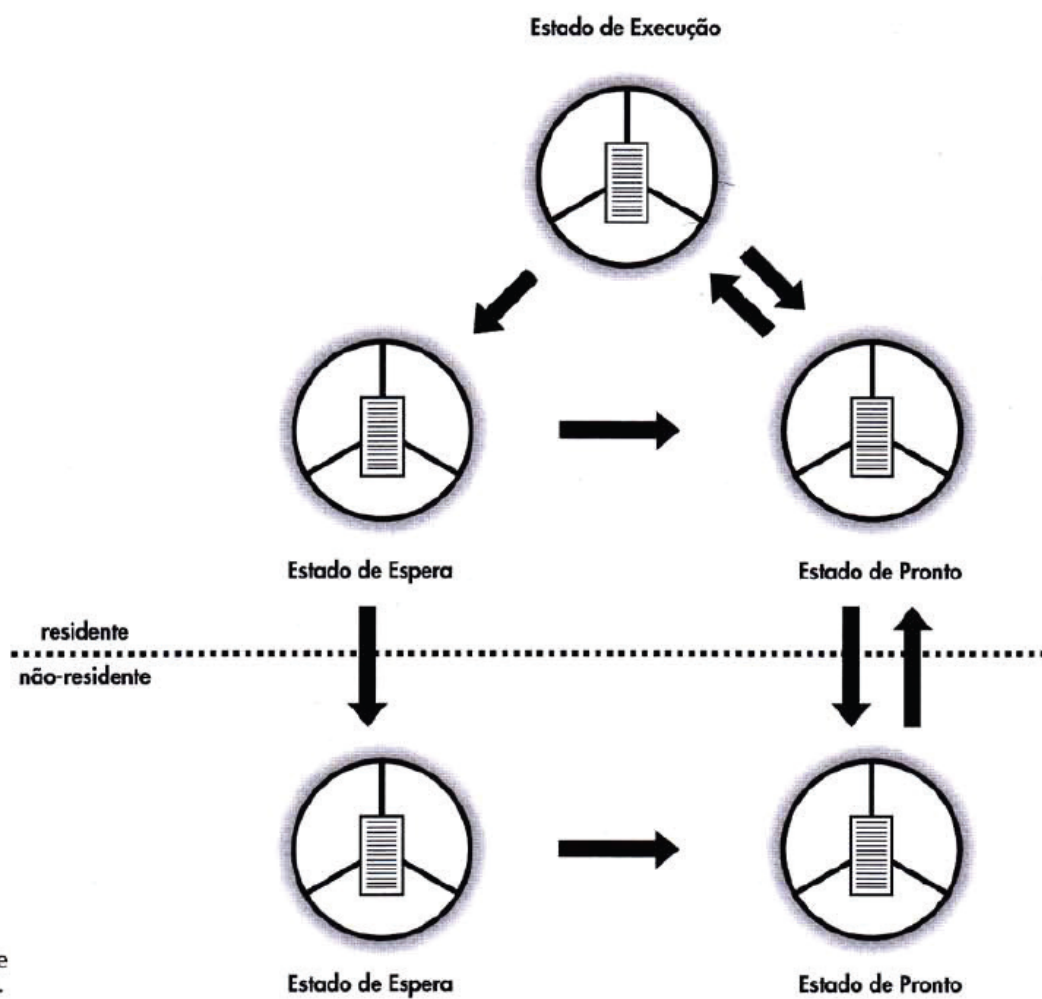 Estado de Execução
Estado de Espera
Estado de Pronto
residente
não-residente
Estado de Espera
Estado de Pronto